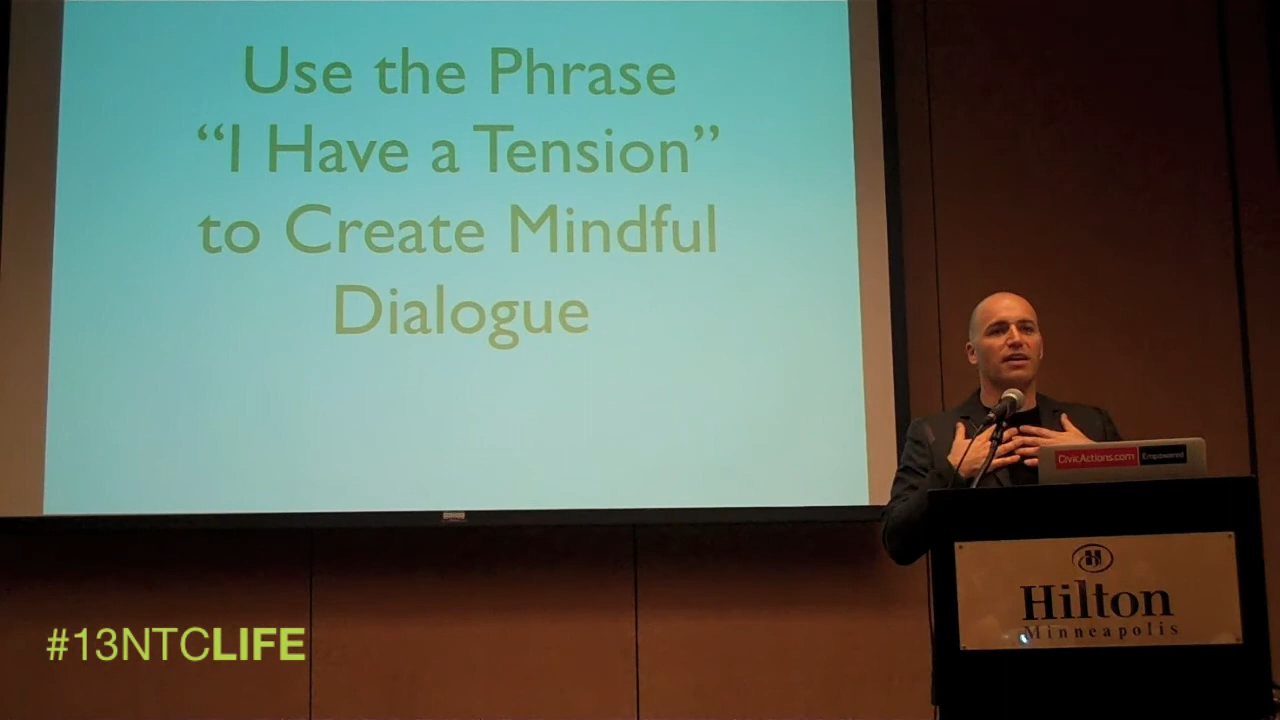 Use the Phrase
“I Have a Tension”
to Create Mindful
Dialogue
CivicActions.com Empowered
H
Hilton
Minneapolis
#13NTCLIFE